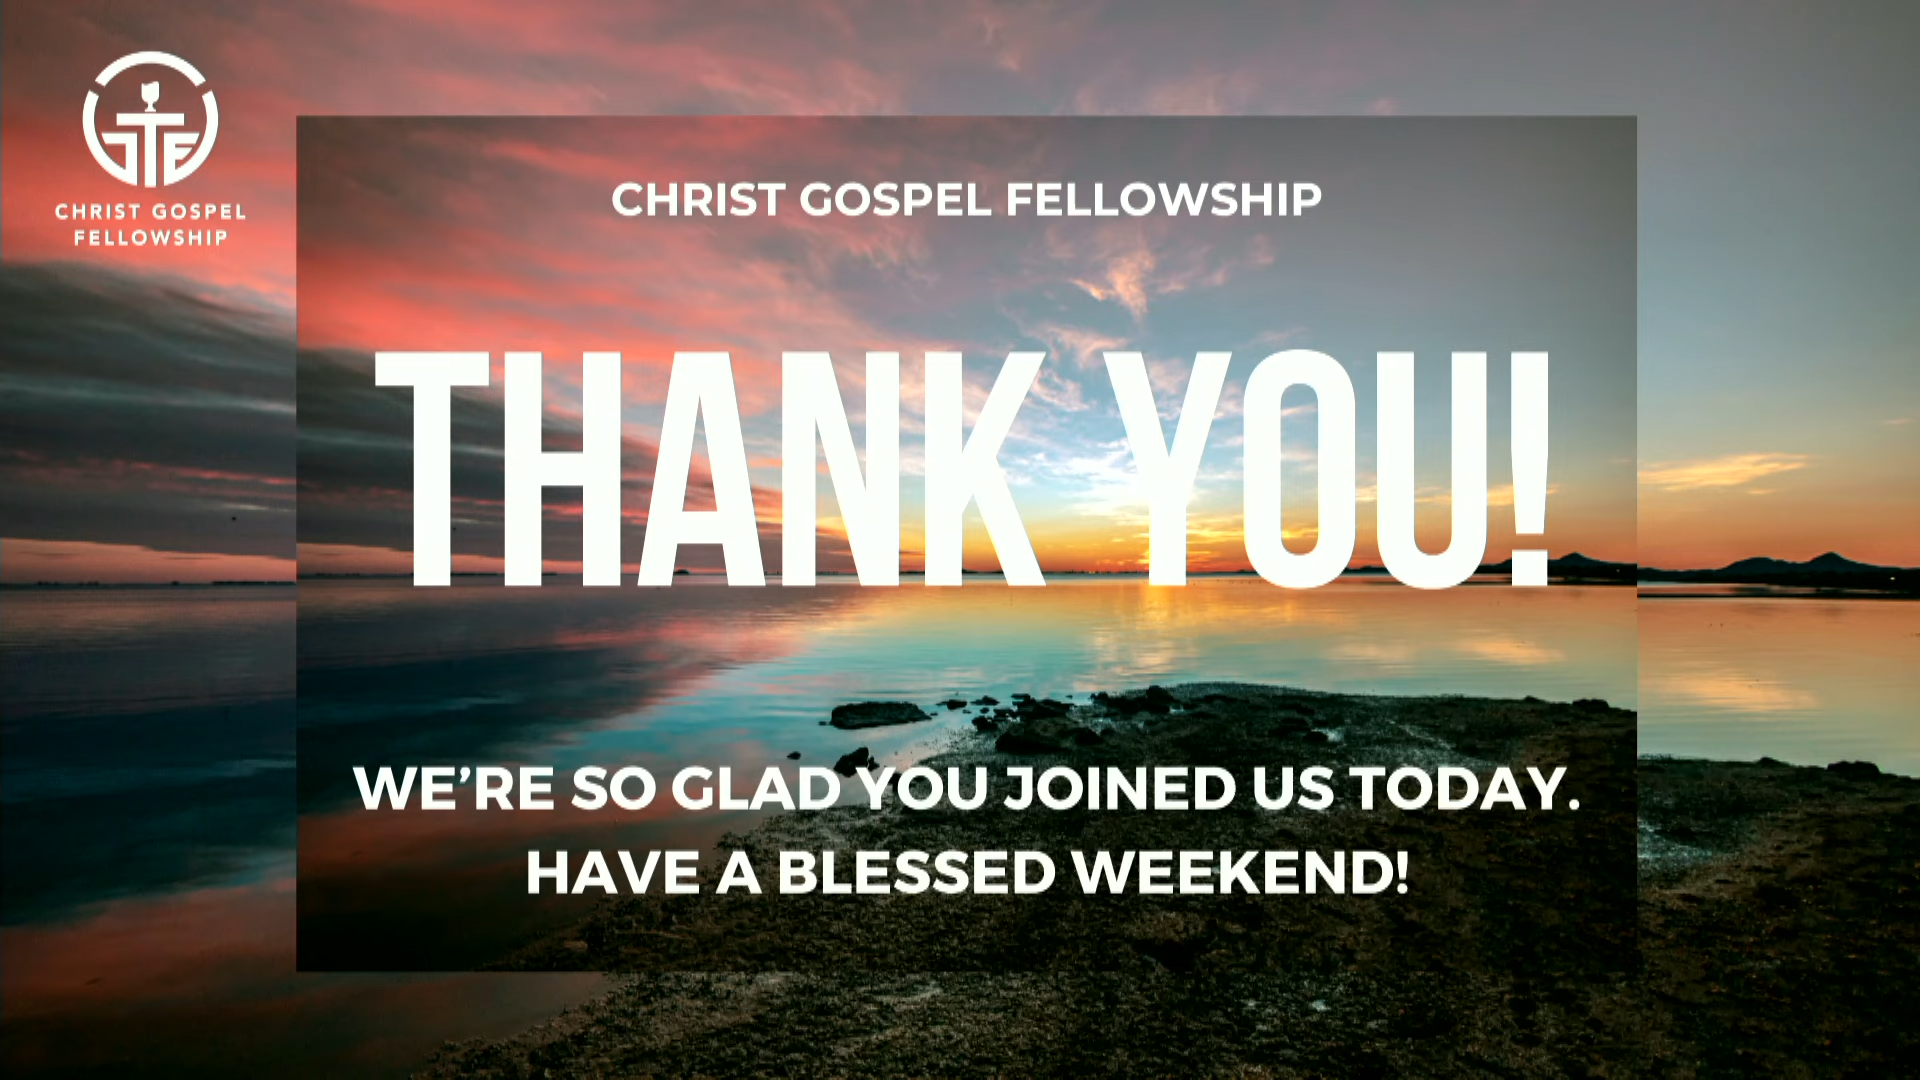 CHRIST GOSPEL
FELLOWSHIP
CHRIST GOSPEL FELLOWSHIP
THANK YOU!
WE’RE SO GLAD YOU JOINED US TODAY.
HAVE A BLESSED WEEKEND!